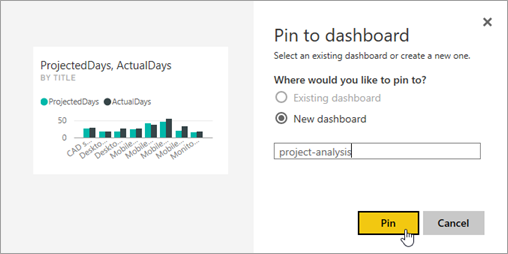 ProjectedDays, ActualDays
BY TITLE
ProjectedDays ActualDays
50
0
CAD s...
Deskto...
Deskto...
Mobile...
Mobile...
Mobile...
Mobile...
Monito...
Pin to dashboard
Select an existing dashboard or create a new one.
Where would you like to pin to?
Existing dashboard
New dashboard
project-analysis
Pin
Cancel